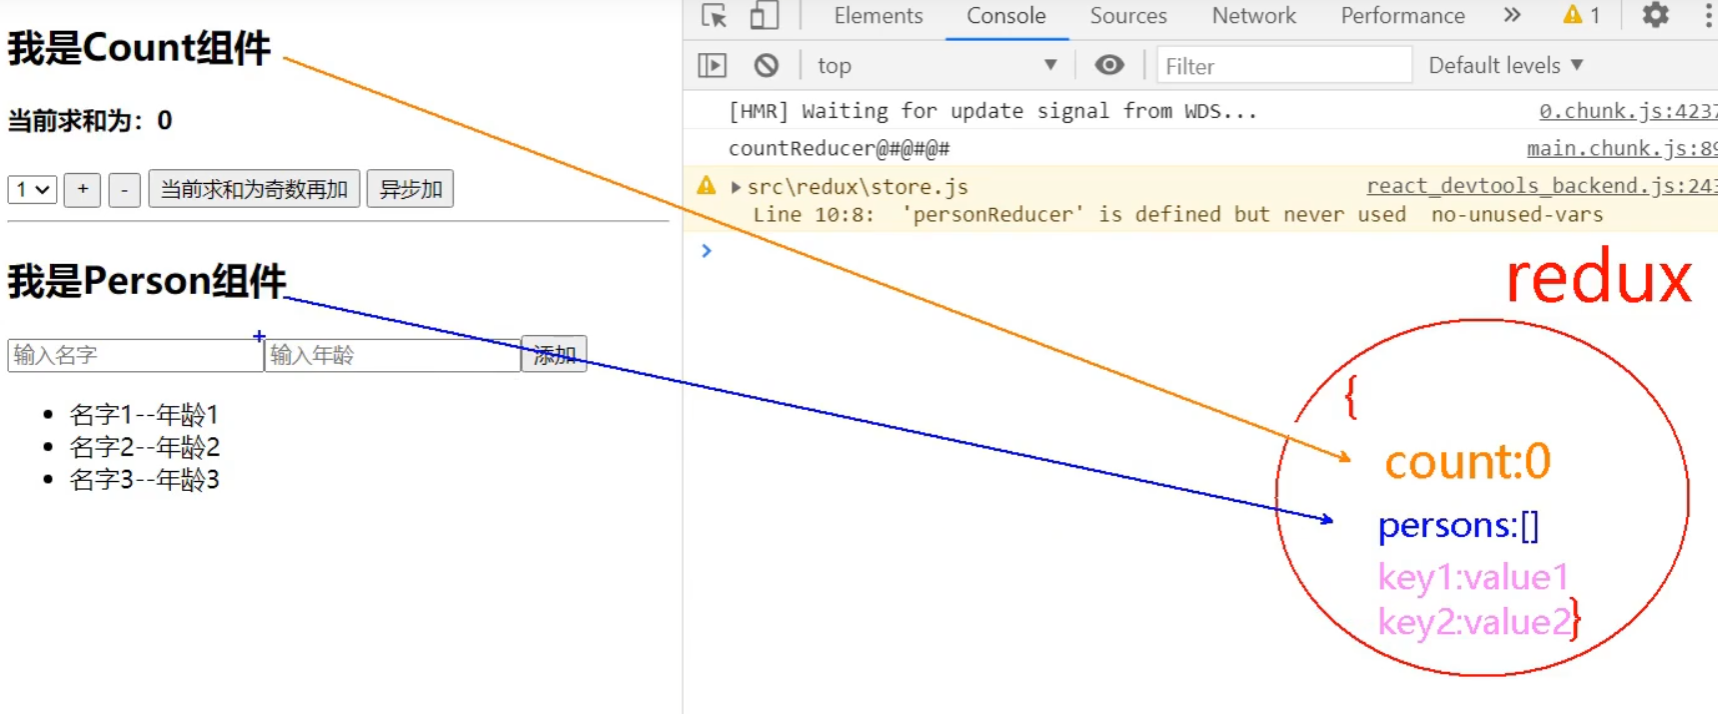 我是Count组件
当前求和为：0
1 + - 当前求和为奇数再加 异步加
我是Person组件
输入名字 输入年龄 添加
名字1--年龄1
名字2--年龄2
名字3--年龄3
Elements Console Sources Network Performance » 1
top Filter Default levels
[HMR] Waiting for update signal from WDS... 0.chunk.js:4237
countReducer@#@#@# main.chunk.js:89
src\redux\store.js react_devtools_backend.js:243
Line 10:8: 'personReducer' is defined but never used no-unused-vars
redux
{
count:0
persons:[]
key1:value1
key2:value2}